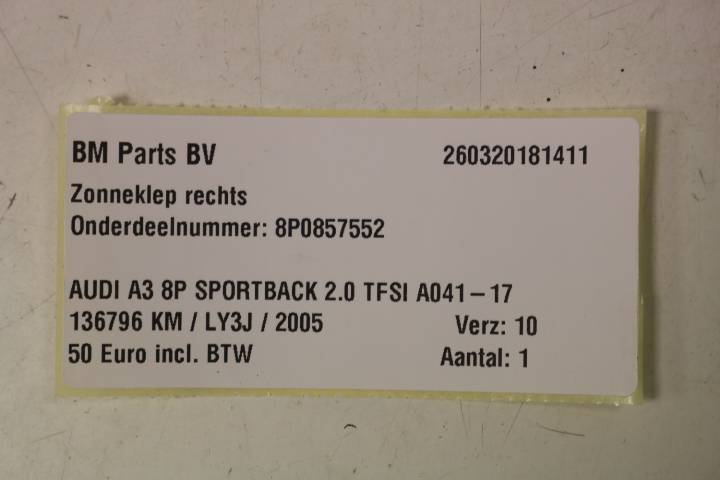 BM Parts BV 260320181411
Zonneklep rechts
Onderdeelnummer: 8P0857552
AUDI A3 8P SPORTBACK 2.0 TFSI A041-17
136796 KM / LY3J / 2005 Verz: 10
50 Euro incl. BTW Aantal: 1